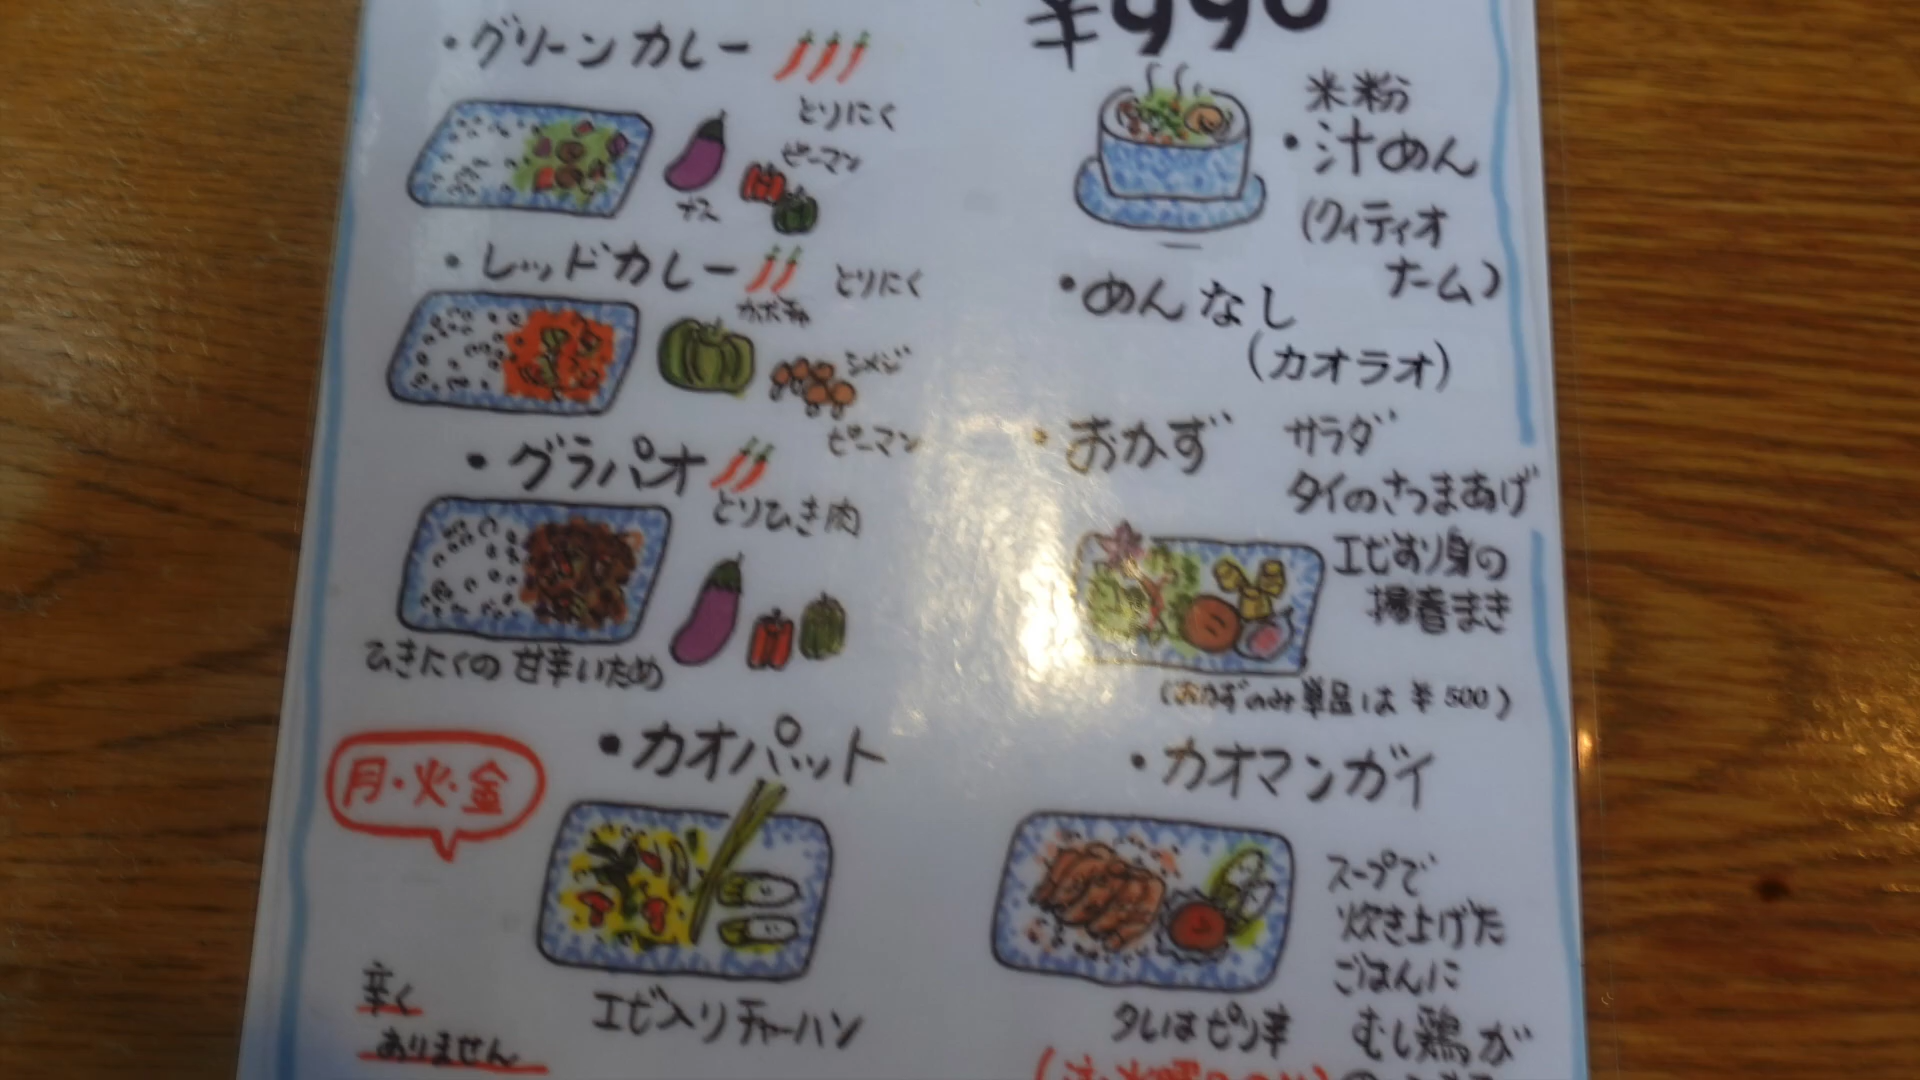 ¥990
・グリーンカレー
とりにく
ピーマン
ナス
・レッドカレー
とりにく
カボチャ
シメジ
ピーマン
・グラパオ
とりひき肉
ひきにくの甘辛いため
月・火・金
・カオパット
エビ入りチャーハン
辛く
ありません
米粉
・汁めん
(クィティオ
ナーム)
・めんなし
(カオラオ)
・おかず
サラダ
タイのさつまあげ
エビすり身の
揚春まき
(おかずのみ単品は ¥500)
・カオマンガイ
スープで
炊き上げた
ごはんに
むし鶏が
タレはピリ辛